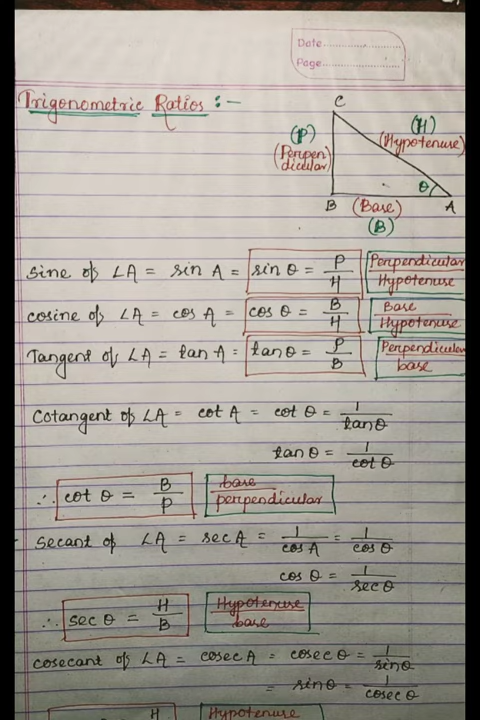 Date..................
Page..................
Trigonometric Ratios :-
C
(P)
(Perpen
dicular)
(H)
(Hypotenuse)
θ
B
(Base)
A
(B)
Sine of ∠A = sin A = sin θ = P/H Perpendicular/Hypotenuse
cosine of ∠A = cos A = cos θ = B/H Base/Hypotenuse
Tangent of ∠A = tan A = tan θ = P/B Perpendicular/base
Cotangent of ∠A = cot A = cot θ = 1/tan θ
tan θ = 1/cot θ
∴ cot θ = B/P base/perpendicular
Secant of ∠A = sec A = 1/cos A = 1/cos θ
cos θ = 1/sec θ
∴ sec θ = H/B Hypotenuse/base
cosecant of ∠A = cosec A = cosec θ = 1/sin θ
= sin θ = 1/cosec θ
H Hypotenuse